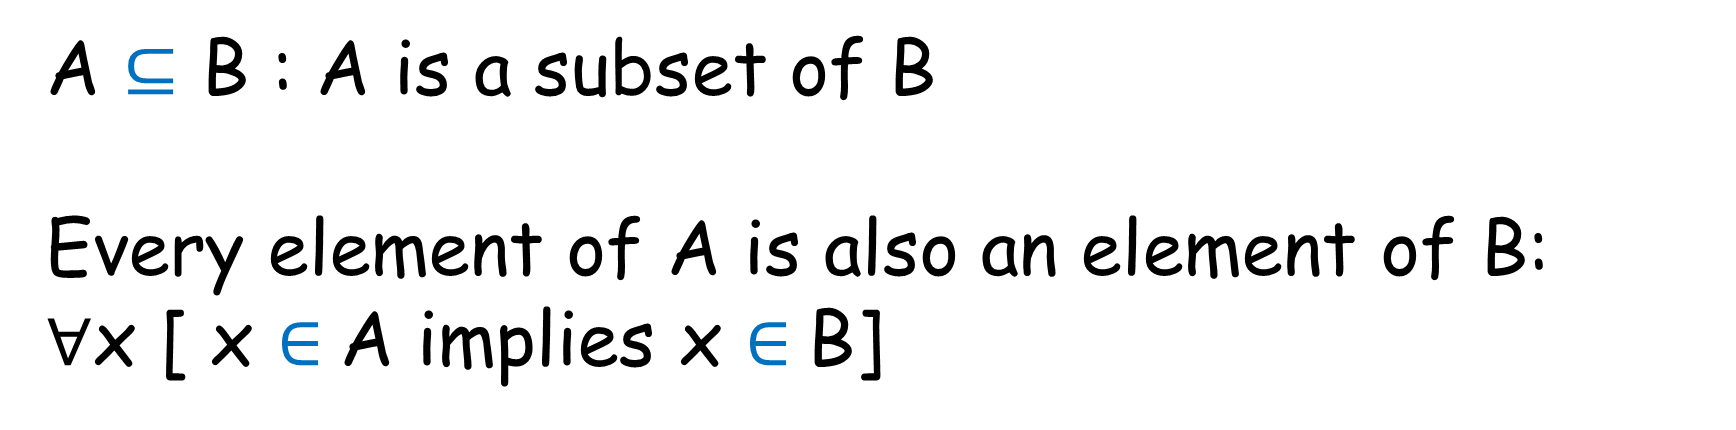 A ⊆ B : A is a subset of B
Every element of A is also an element of B:
∀x [ x ∈ A implies x ∈ B]